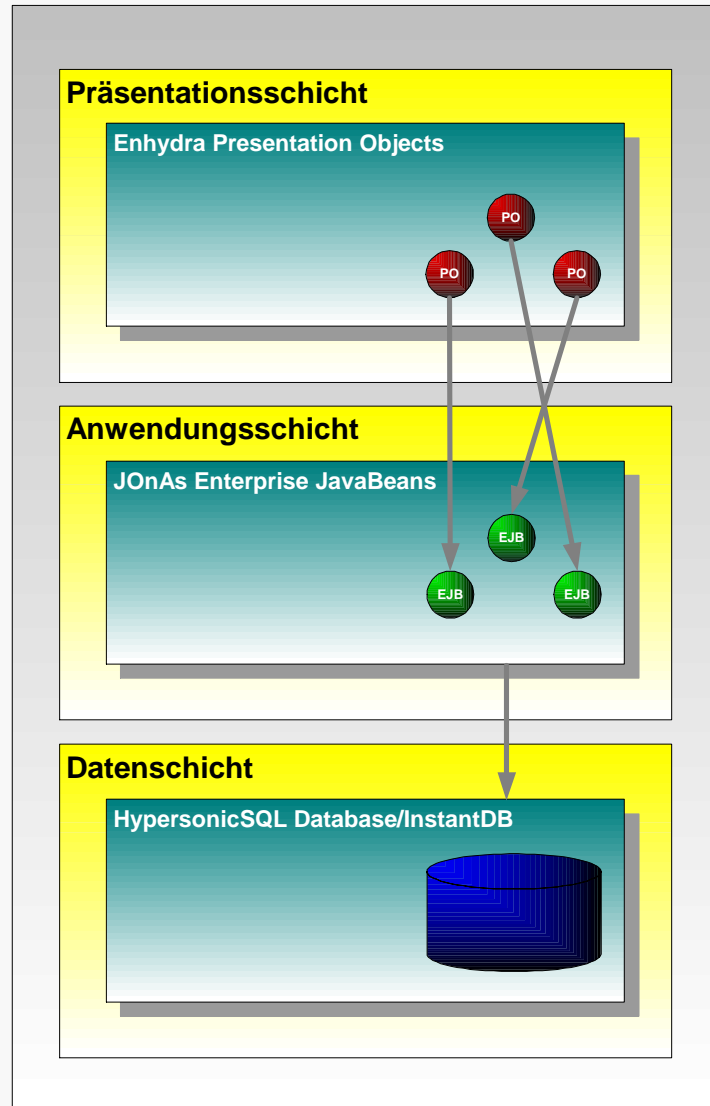 Präsentationsschicht
Enhydra Presentation Objects
PO
PO
PO
Anwendungsschicht
JOnAs Enterprise JavaBeans
EJB
EJB
EJB
Datenschicht
HypersonicSQL Database/InstantDB